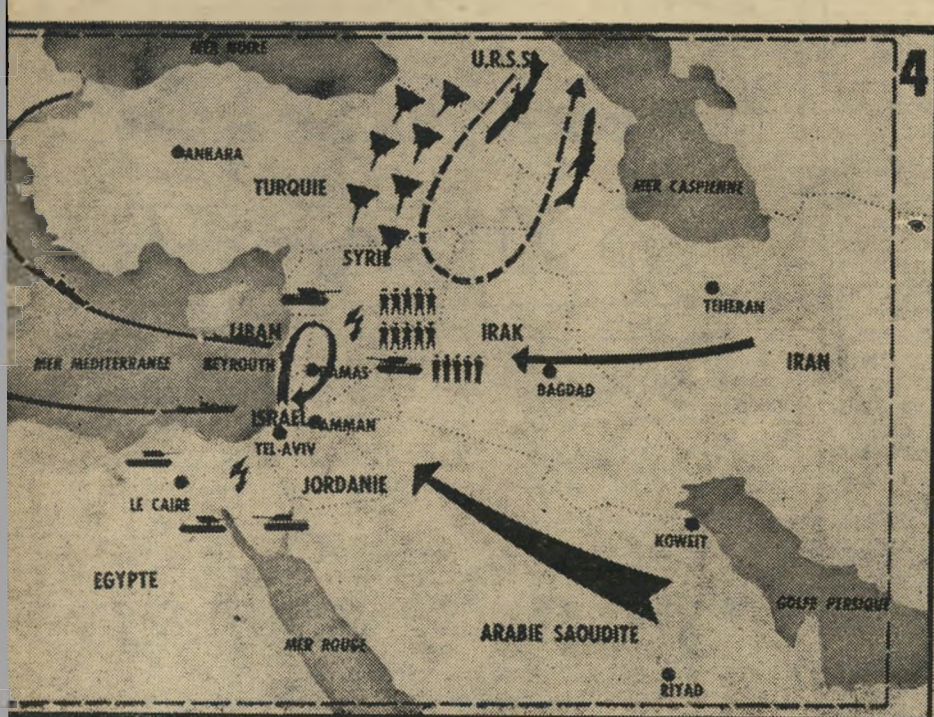 MER NOIRE
U.R.S.S.
4
ANKARA
TURQUIE
MER CASPIENNE
SYRIE
TEHERAN
LIBAN
IRAK
MER MEDITERRANEE
BEYROUTH
DAMAS
BAGDAD
IRAN
ISRAEL
AMMAN
TEL-AVIV
JORDANIE
LE CAIRE
KOWEIT
EGYPTE
GOLFE PERSIQUE
ARABIE SAOUDITE
MER ROUGE
RIYAD